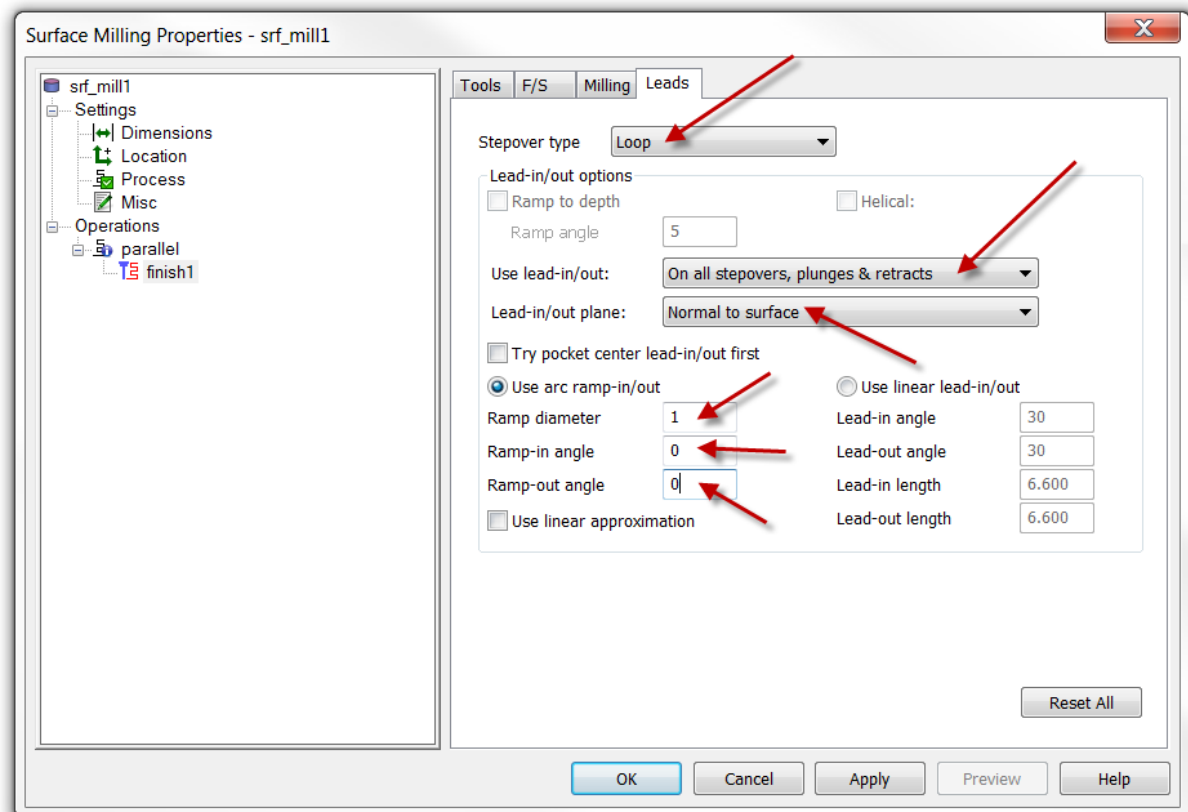 Surface Milling Properties - srf_mill1
srf_mill1
Settings
Dimensions
Location
Process
Misc
Operations
parallel
finish1
Tools F/S Milling Leads
Stepover type Loop
Lead-in/out options
Ramp to depth Helical:
Ramp angle 5
Use lead-in/out: On all stepovers, plunges & retracts
Lead-in/out plane: Normal to surface
Try pocket center lead-in/out first
Use arc ramp-in/out Use linear lead-in/out
Ramp diameter 1 Lead-in angle 30
Ramp-in angle 0 Lead-out angle 30
Ramp-out angle 0 Lead-in length 6.600
Use linear approximation Lead-out length 6.600
Reset All
OK Cancel Apply Preview Help